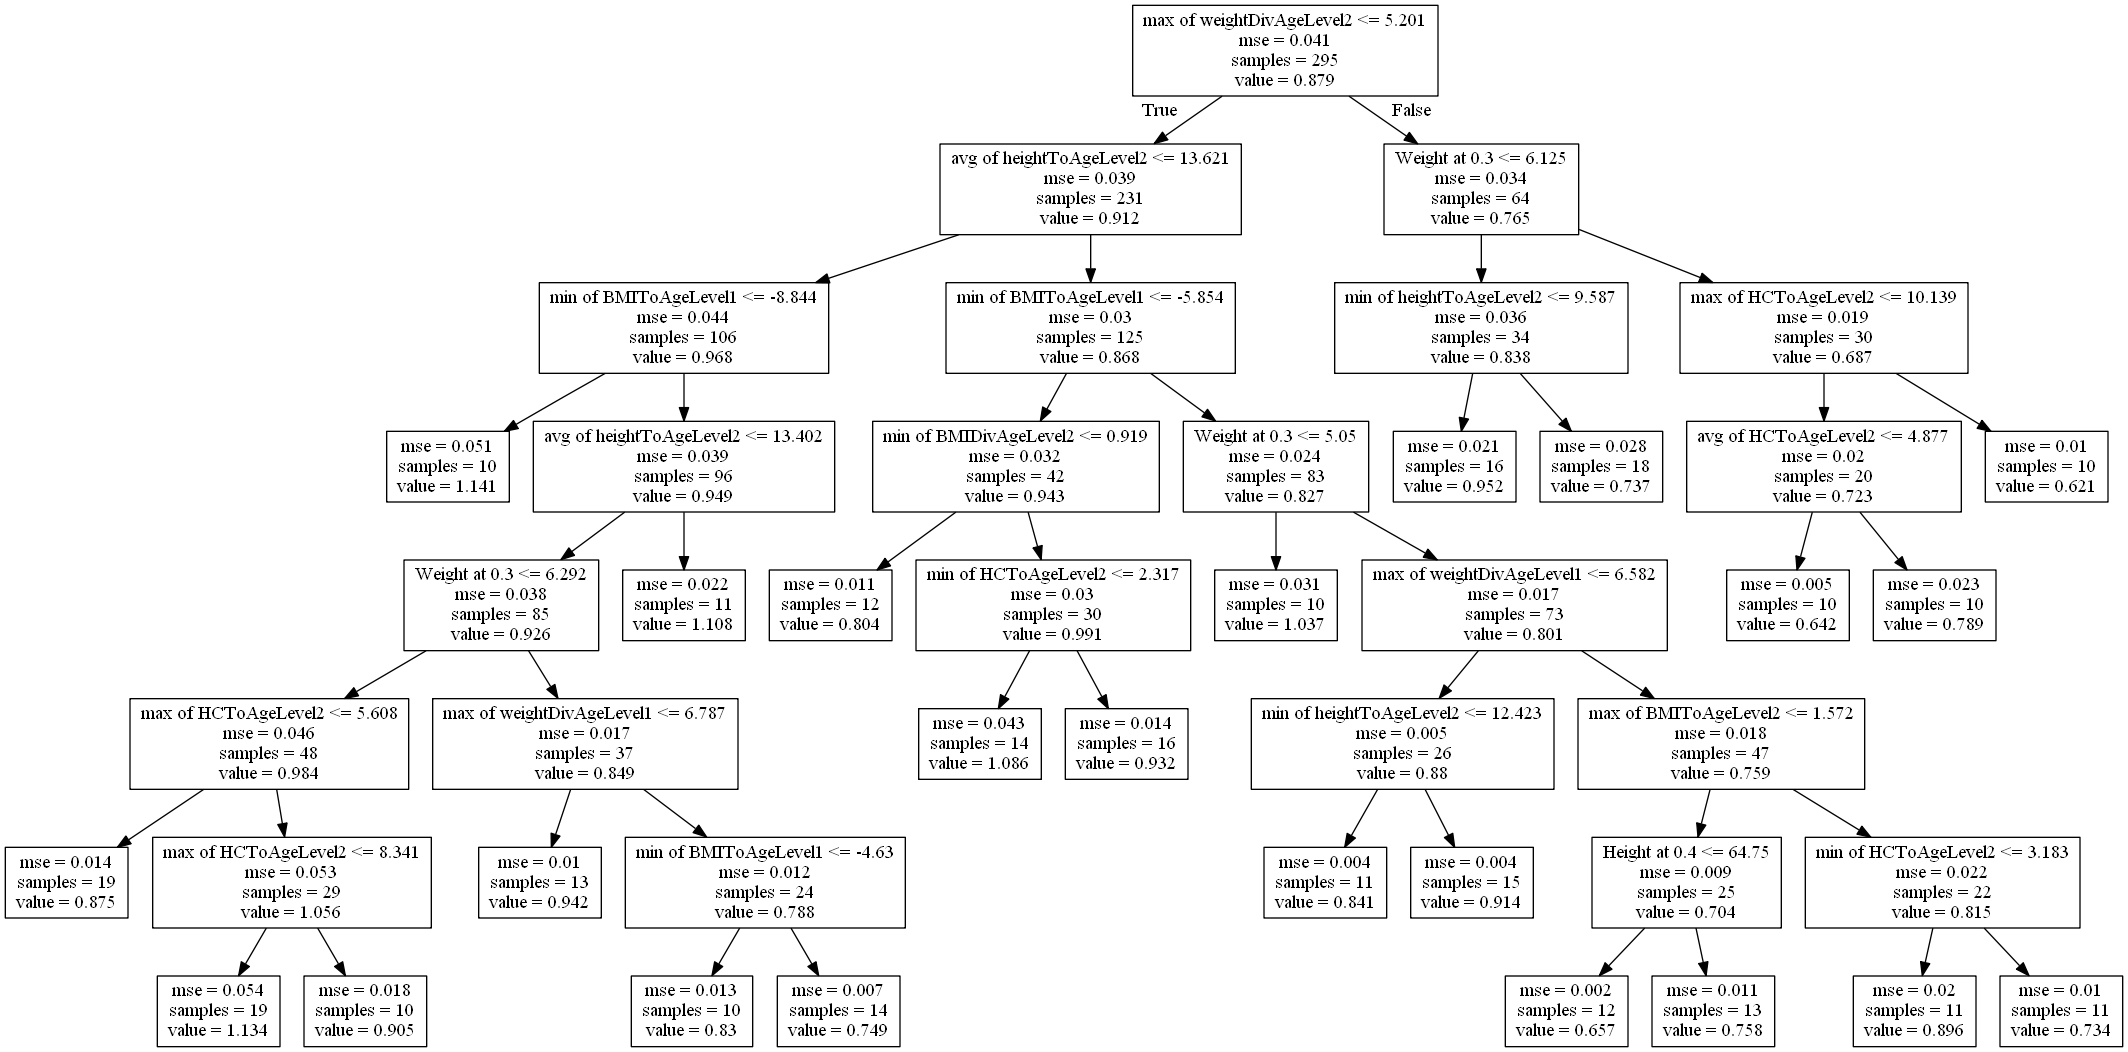 max of weightDivAgeLevel2 <= 5.201
mse = 0.041
samples = 295
value = 0.879
True
False
avg of heightToAgeLevel2 <= 13.621
mse = 0.039
samples = 231
value = 0.912
Weight at 0.3 <= 6.125
mse = 0.034
samples = 64
value = 0.765
min of BMIToAgeLevel1 <= -8.844
mse = 0.044
samples = 106
value = 0.968
min of BMIToAgeLevel1 <= -5.854
mse = 0.03
samples = 125
value = 0.868
min of heightToAgeLevel2 <= 9.587
mse = 0.036
samples = 34
value = 0.838
max of HCToAgeLevel2 <= 10.139
mse = 0.019
samples = 30
value = 0.687
mse = 0.051
samples = 10
value = 1.141
avg of heightToAgeLevel2 <= 13.402
mse = 0.039
samples = 96
value = 0.949
min of BMIDivAgeLevel2 <= 0.919
mse = 0.032
samples = 42
value = 0.943
Weight at 0.3 <= 5.05
mse = 0.024
samples = 83
value = 0.827
mse = 0.021
samples = 16
value = 0.952
mse = 0.028
samples = 18
value = 0.737
avg of HCToAgeLevel2 <= 4.877
mse = 0.02
samples = 20
value = 0.723
mse = 0.01
samples = 10
value = 0.621
Weight at 0.3 <= 6.292
mse = 0.038
samples = 85
value = 0.926
mse = 0.022
samples = 11
value = 1.108
mse = 0.011
samples = 12
value = 0.804
min of HCToAgeLevel2 <= 2.317
mse = 0.03
samples = 30
value = 0.991
mse = 0.031
samples = 10
value = 1.037
max of weightDivAgeLevel1 <= 6.582
mse = 0.017
samples = 73
value = 0.801
mse = 0.005
samples = 10
value = 0.642
mse = 0.023
samples = 10
value = 0.789
max of HCToAgeLevel2 <= 5.608
mse = 0.046
samples = 48
value = 0.984
max of weightDivAgeLevel1 <= 6.787
mse = 0.017
samples = 37
value = 0.849
mse = 0.043
samples = 14
value = 1.086
mse = 0.014
samples = 16
value = 0.932
min of heightToAgeLevel2 <= 12.423
mse = 0.005
samples = 26
value = 0.88
max of BMIToAgeLevel2 <= 1.572
mse = 0.018
samples = 47
value = 0.759
mse = 0.014
samples = 19
value = 0.875
max of HCToAgeLevel2 <= 8.341
mse = 0.053
samples = 29
value = 1.056
mse = 0.01
samples = 13
value = 0.942
min of BMIToAgeLevel1 <= -4.63
mse = 0.012
samples = 24
value = 0.788
mse = 0.004
samples = 11
value = 0.841
mse = 0.004
samples = 15
value = 0.914
Height at 0.4 <= 64.75
mse = 0.009
samples = 25
value = 0.704
min of HCToAgeLevel2 <= 3.183
mse = 0.022
samples = 22
value = 0.815
mse = 0.054
samples = 19
value = 1.134
mse = 0.018
samples = 10
value = 0.905
mse = 0.013
samples = 10
value = 0.83
mse = 0.007
samples = 14
value = 0.749
mse = 0.002
samples = 12
value = 0.657
mse = 0.011
samples = 13
value = 0.758
mse = 0.02
samples = 11
value = 0.896
mse = 0.01
samples = 11
value = 0.734